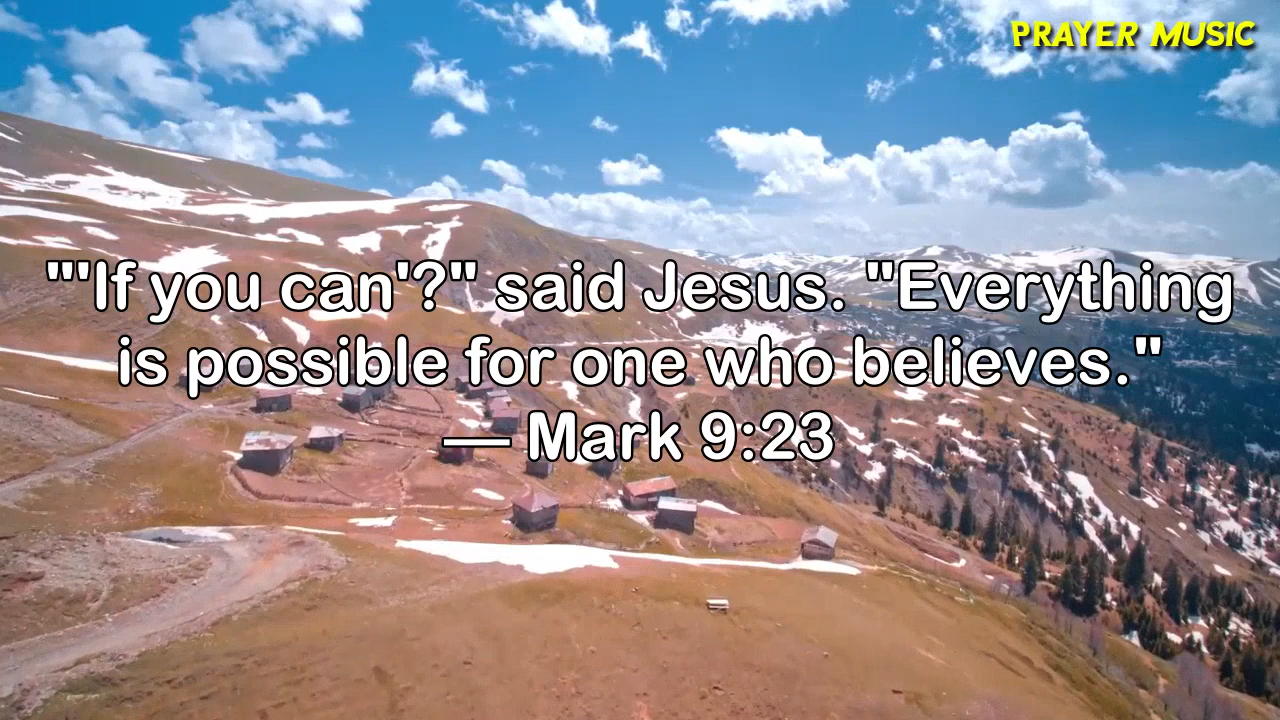 PRAYER MUSIC
"'If you can'?" said Jesus. "Everything
is possible for one who believes."
— Mark 9:23